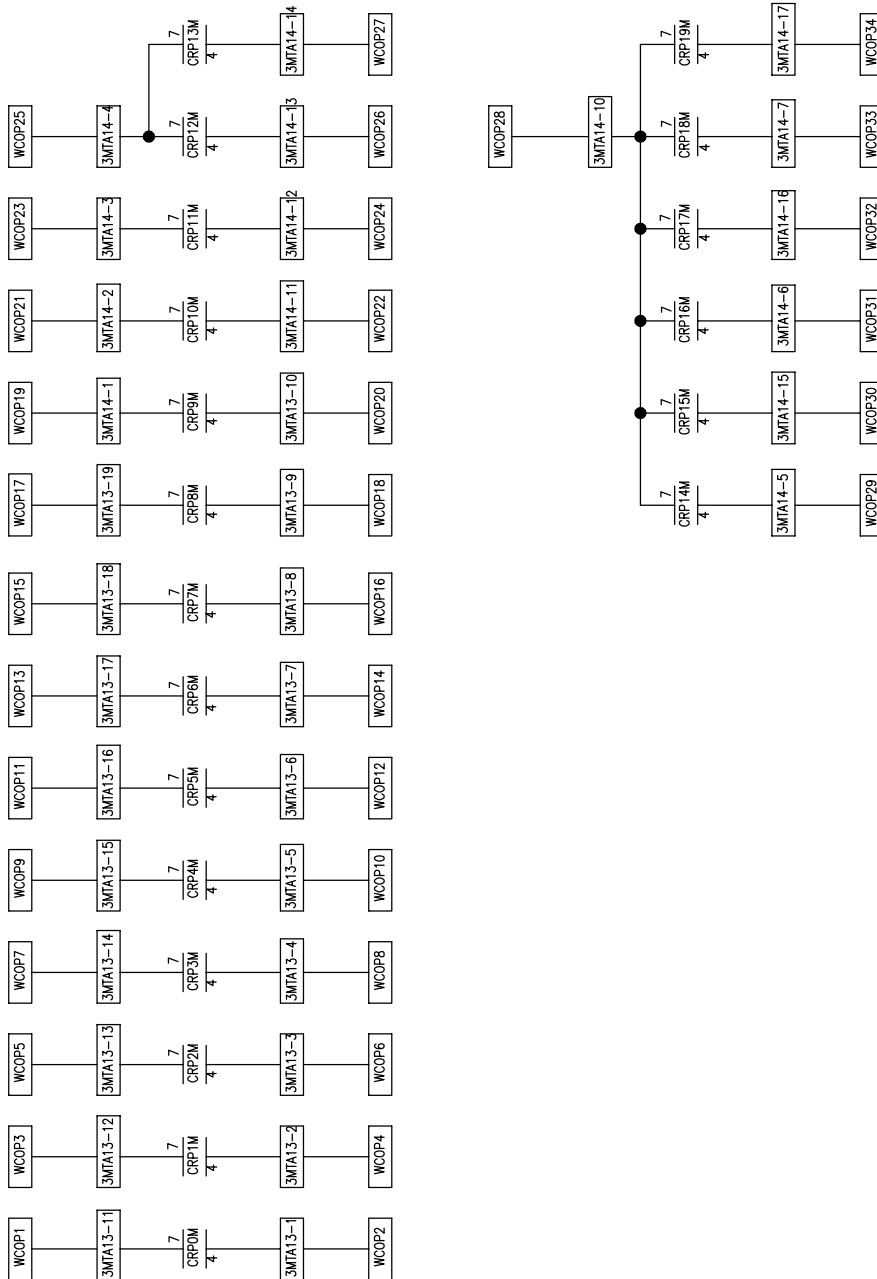 WCOP1 WCOP3 WCOP5 WCOP7 WCOP9 WCOP11 WCOP13 WCOP15 WCOP17 WCOP19 WCOP21 WCOP23 WCOP25
3MTA13-11 3MTA13-12 3MTA13-13 3MTA13-14 3MTA13-15 3MTA13-16 3MTA13-17 3MTA13-18 3MTA13-19 3MTA14-1 3MTA14-2 3MTA14-3 3MTA14-4
7 7 7 7 7 7 7 7 7 7 7 7 7 7
CRP0M CRP1M CRP2M CRP3M CRP4M CRP5M CRP6M CRP7M CRP8M CRP9M CRP10M CRP11M CRP12M CRP13M
4 4 4 4 4 4 4 4 4 4 4 4 4 4
3MTA13-1 3MTA13-2 3MTA13-3 3MTA13-4 3MTA13-5 3MTA13-6 3MTA13-7 3MTA13-8 3MTA13-9 3MTA13-10 3MTA14-11 3MTA14-12 3MTA14-13 3MTA14-14
WCOP2 WCOP4 WCOP6 WCOP8 WCOP10 WCOP12 WCOP14 WCOP16 WCOP18 WCOP20 WCOP22 WCOP24 WCOP26 WCOP27
WCOP28
3MTA14-10
7 7 7 7 7 7
CRP14M CRP15M CRP16M CRP17M CRP18M CRP19M
4 4 4 4 4 4
3MTA14-5 3MTA14-15 3MTA14-6 3MTA14-16 3MTA14-7 3MTA14-17
WCOP29 WCOP30 WCOP31 WCOP32 WCOP33 WCOP34